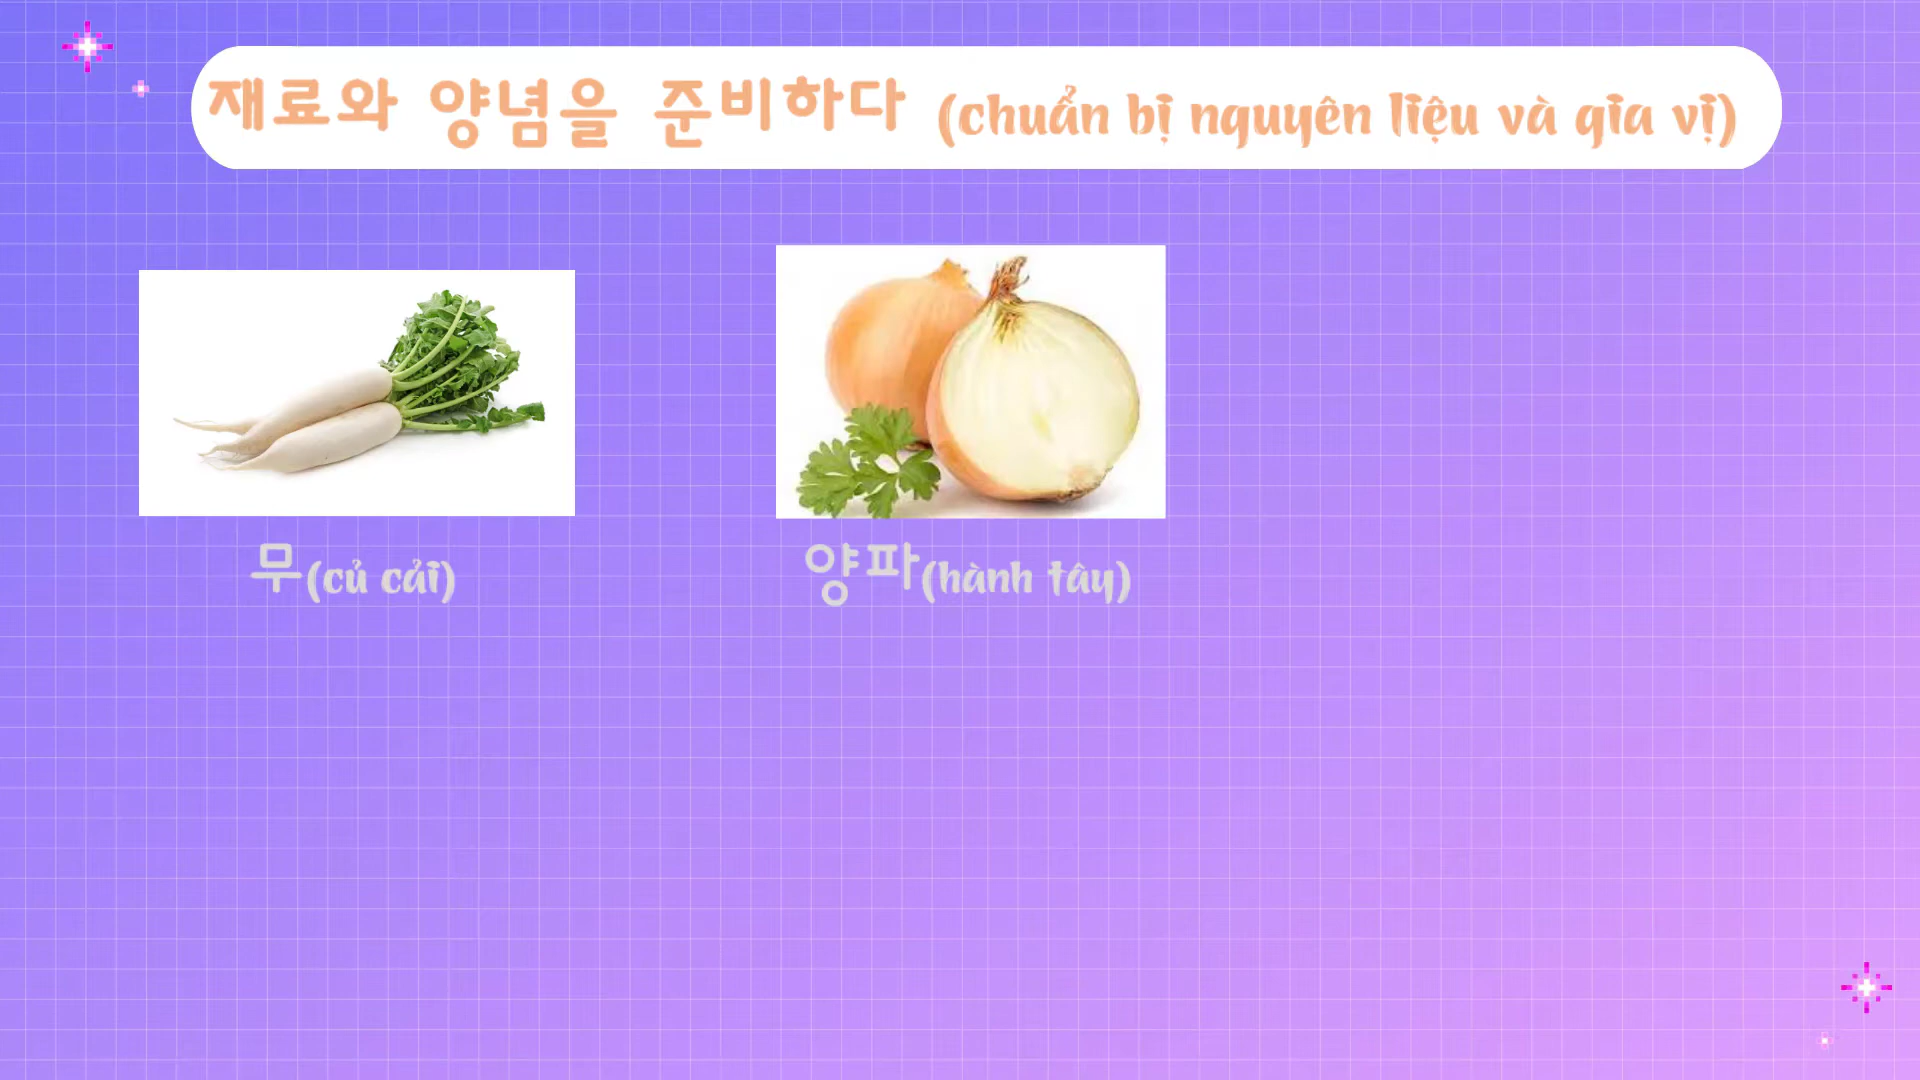 재료와 양념을 준비하다 (chuẩn bị nguyên liệu và gia vị)
무(củ cải)
양파(hành tây)